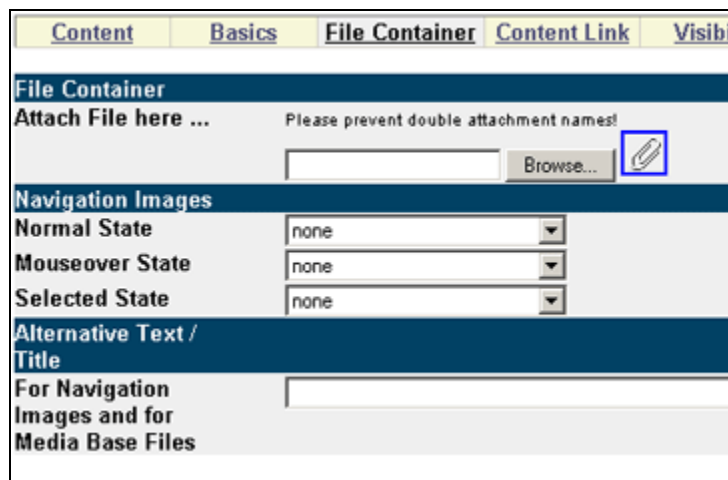 Content Basics File Container Content Link Visibi
File Container
Attach File here ... Please prevent double attachment names!
Browse...
Navigation Images
Normal State none
Mouseover State none
Selected State none
Alternative Text /
Title
For Navigation
Images and for
Media Base Files